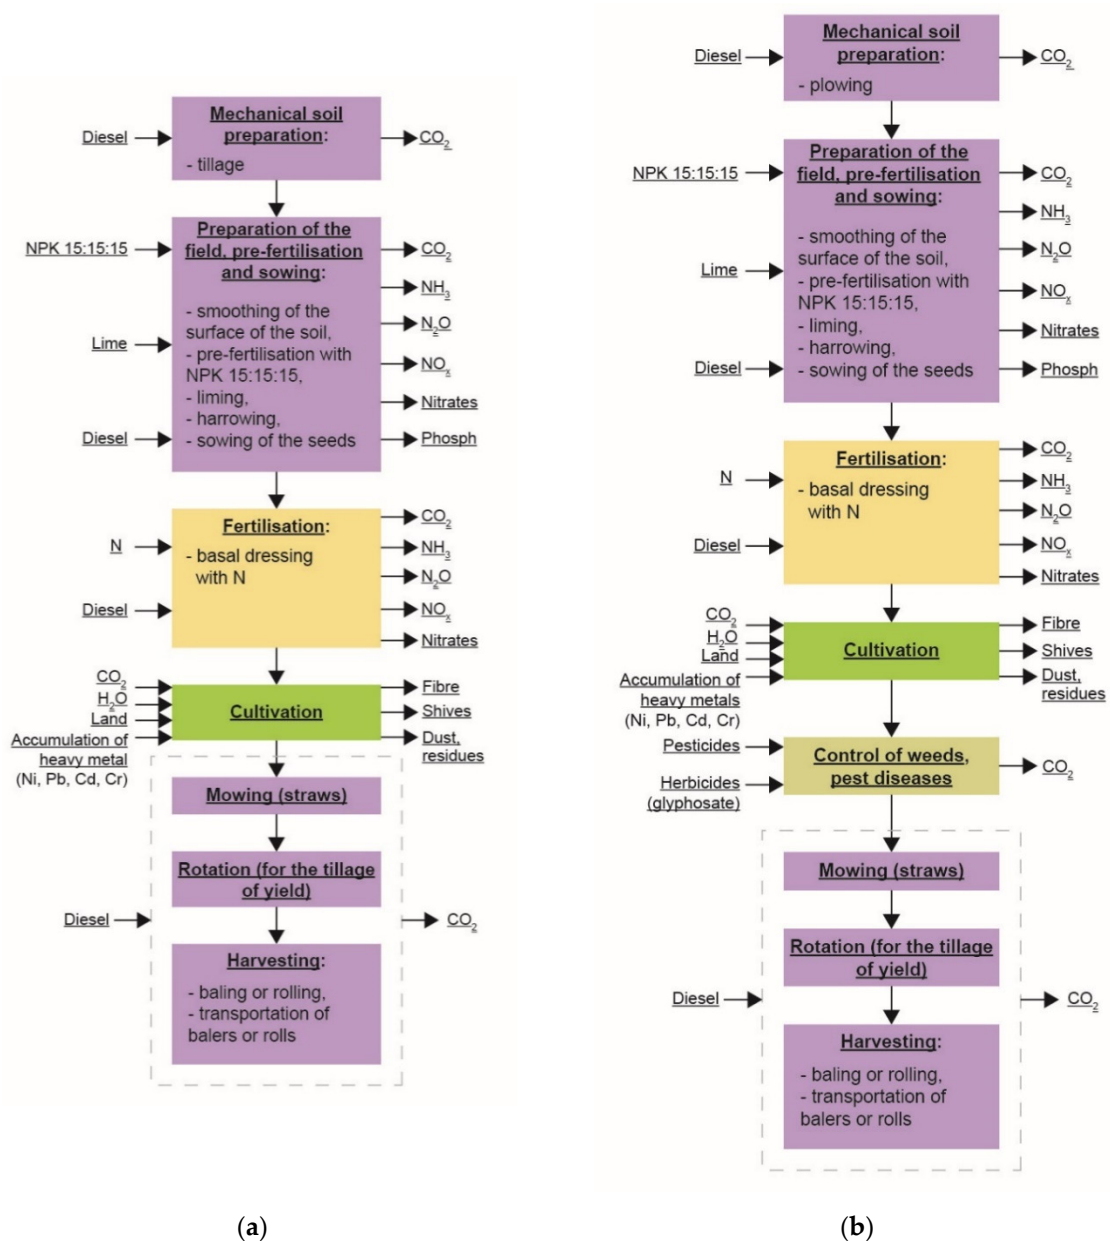 Mechanical soil
preparation:
- tillage
Diesel
CO2
Preparation of the
field, pre-fertilisation
and sowing:
- smoothing of the
surface of the soil,
- pre-fertilisation with
NPK 15:15:15,
- liming,
- harrowing,
- sowing of the seeds
NPK 15:15:15
Lime
Diesel
CO2
NH3
N2O
NOx
Nitrates
Phosph
Fertilisation:
- basal dressing
with N
N
Diesel
CO2
NH3
N2O
NOx
Nitrates
CO2
H2O
Land
Accumulation of
heavy metal
(Ni, Pb, Cd, Cr)
Cultivation
Fibre
Shives
Dust,
residues
Mowing (straws)
Rotation (for the tillage
of yield)
Diesel
CO2
Harvesting:
- baling or rolling,
- transportation of
balers or rolls
(a)
Mechanical soil
preparation:
- plowing
Diesel
CO2
Preparation of the
field, pre-fertilisation
and sowing:
- smoothing of the
surface of the soil,
- pre-fertilisation with
NPK 15:15:15,
- liming,
- harrowing,
- sowing of the seeds
NPK 15:15:15
Lime
Diesel
CO2
NH3
N2O
NOx
Nitrates
Phosph
Fertilisation:
- basal dressing
with N
N
Diesel
CO2
NH3
N2O
NOx
Nitrates
CO2
H2O
Land
Accumulation of
heavy metals
(Ni, Pb, Cd, Cr)
Cultivation
Fibre
Shives
Dust,
residues
Pesticides
Herbicides
(glyphosate)
Control of weeds,
pest diseases
CO2
Mowing (straws)
Rotation (for the tillage
of yield)
Diesel
CO2
Harvesting:
- baling or rolling,
- transportation of
balers or rolls
(b)